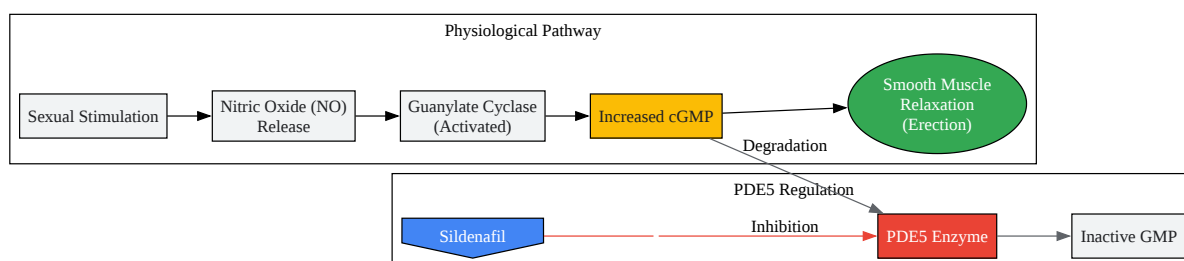 Physiological Pathway
Sexual Stimulation
Nitric Oxide (NO)
Release
Guanylate Cyclase
(Activated)
Increased cGMP
Smooth Muscle
Relaxation
(Erection)
Degradation
PDE5 Regulation
Sildenafil
Inhibition
PDE5 Enzyme
Inactive GMP